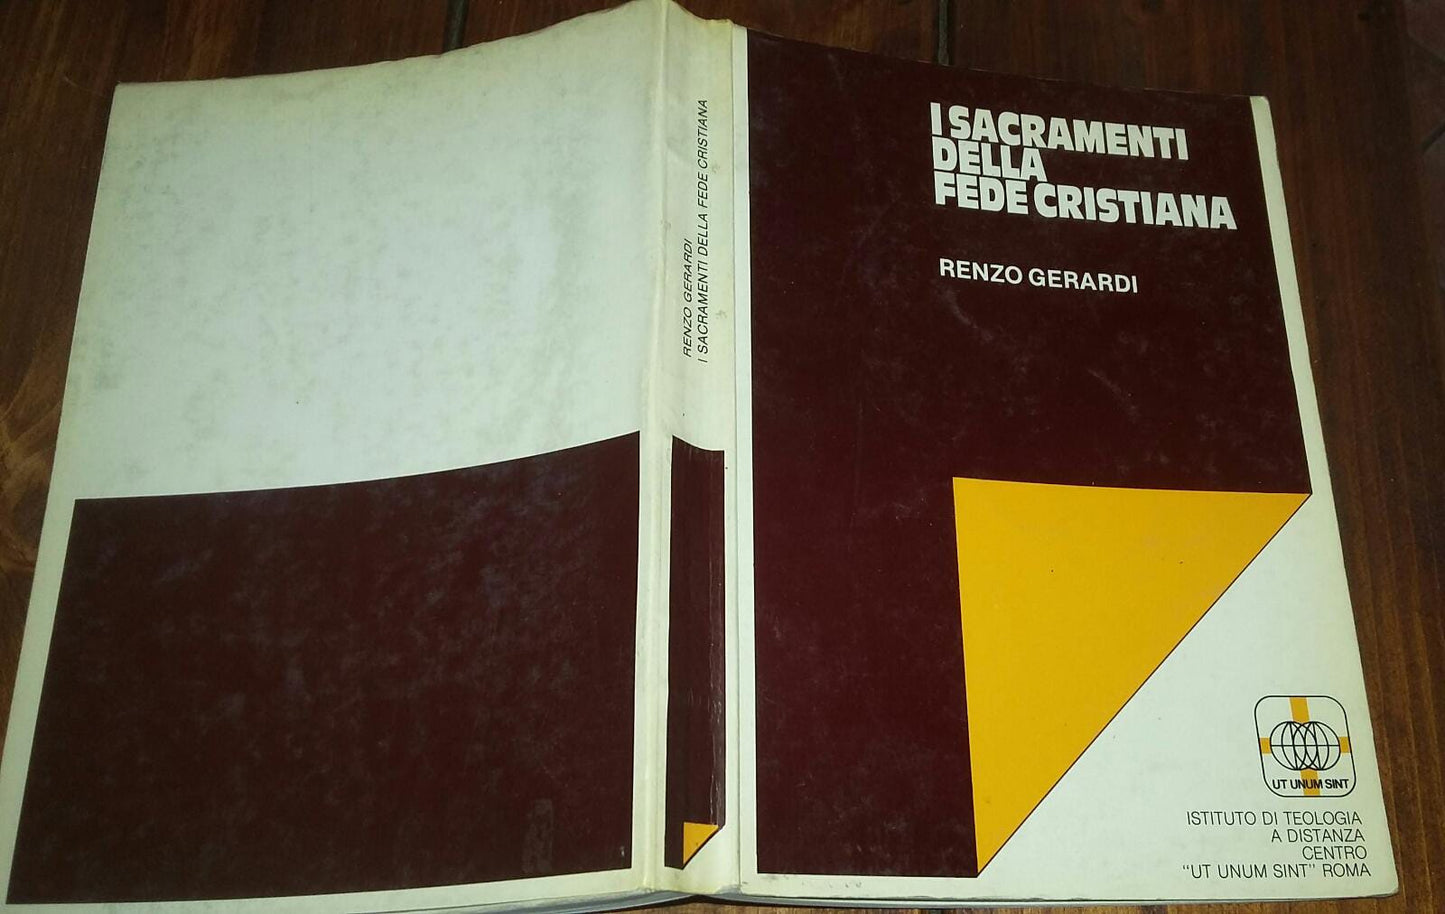 RENZO GERARDI
I SACRAMENTI DELLA FEDE CRISTIANA
I SACRAMENTI
DELLA
FEDE CRISTIANA
RENZO GERARDI
UT UNUM SINT
ISTITUTO DI TEOLOGIA
A DISTANZA
CENTRO
"UT UNUM SINT" ROMA